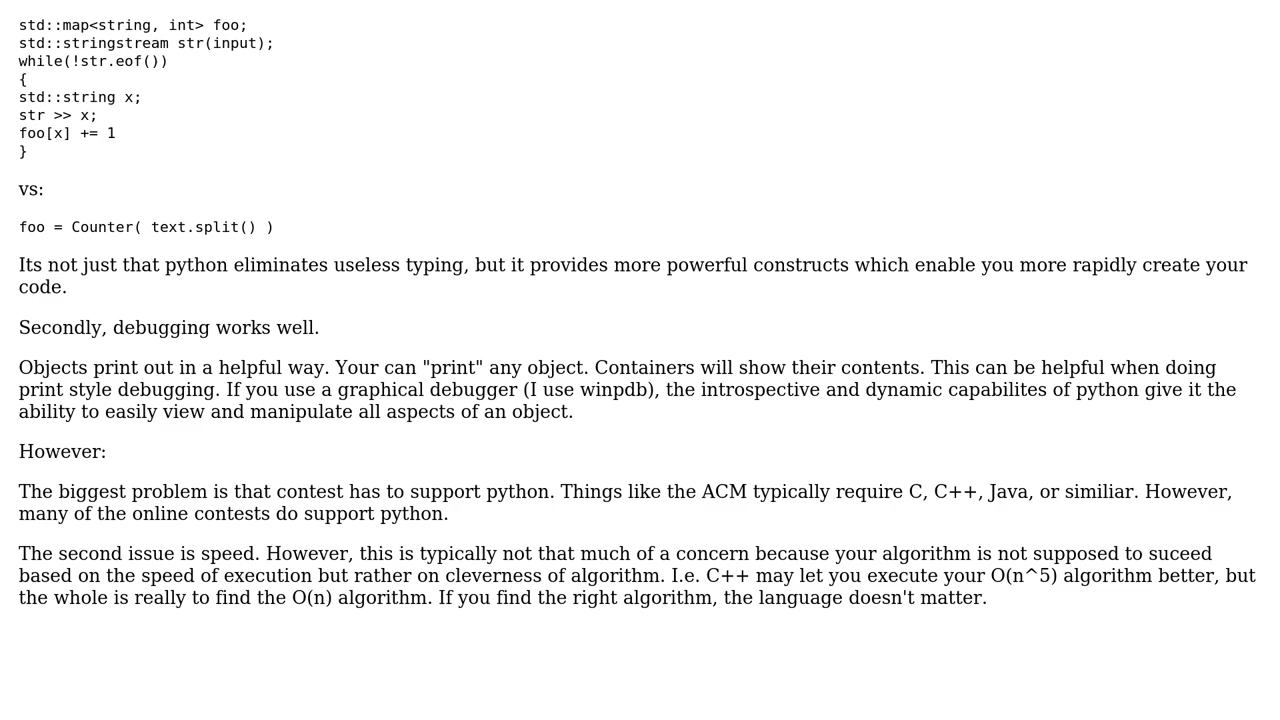 std::map<string, int> foo;
std::stringstream str(input);
while(!str.eof())
{
std::string x;
str >> x;
foo[x] += 1
}
vs:
foo = Counter( text.split() )
Its not just that python eliminates useless typing, but it provides more powerful constructs which enable you more rapidly create your
code.
Secondly, debugging works well.
Objects print out in a helpful way. Your can "print" any object. Containers will show their contents. This can be helpful when doing
print style debugging. If you use a graphical debugger (I use winpdb), the introspective and dynamic capabilites of python give it the
ability to easily view and manipulate all aspects of an object.
However:
The biggest problem is that contest has to support python. Things like the ACM typically require C, C++, Java, or similiar. However,
many of the online contests do support python.
The second issue is speed. However, this is typically not that much of a concern because your algorithm is not supposed to suceed
based on the speed of execution but rather on cleverness of algorithm. I.e. C++ may let you execute your O(n^5) algorithm better, but
the whole is really to find the O(n) algorithm. If you find the right algorithm, the language doesn't matter.